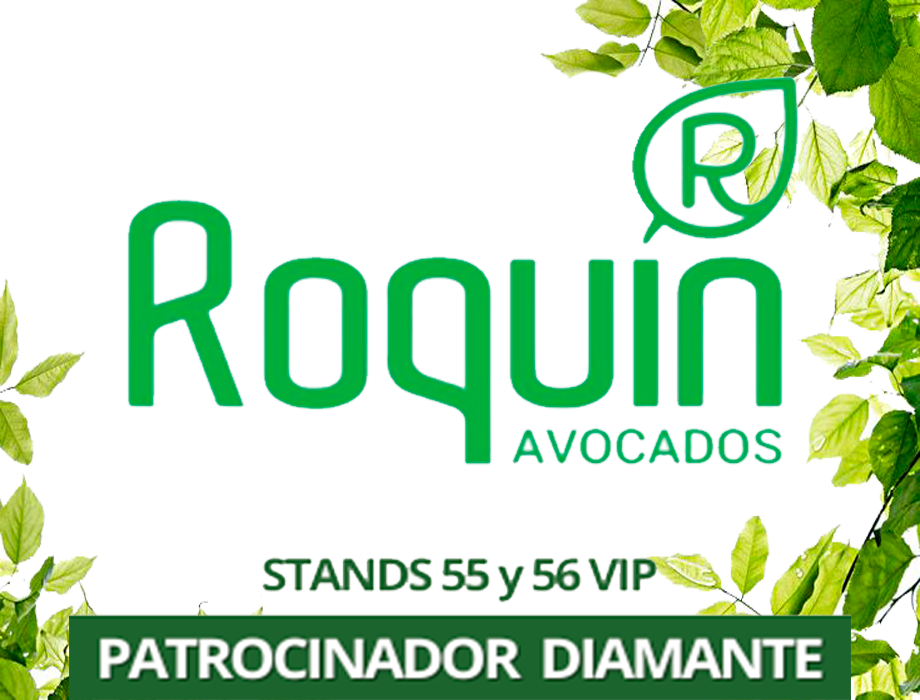 R
Roquin
AVOCADOS
STANDS 55 y 56 VIP
PATROCINADOR DIAMANTE